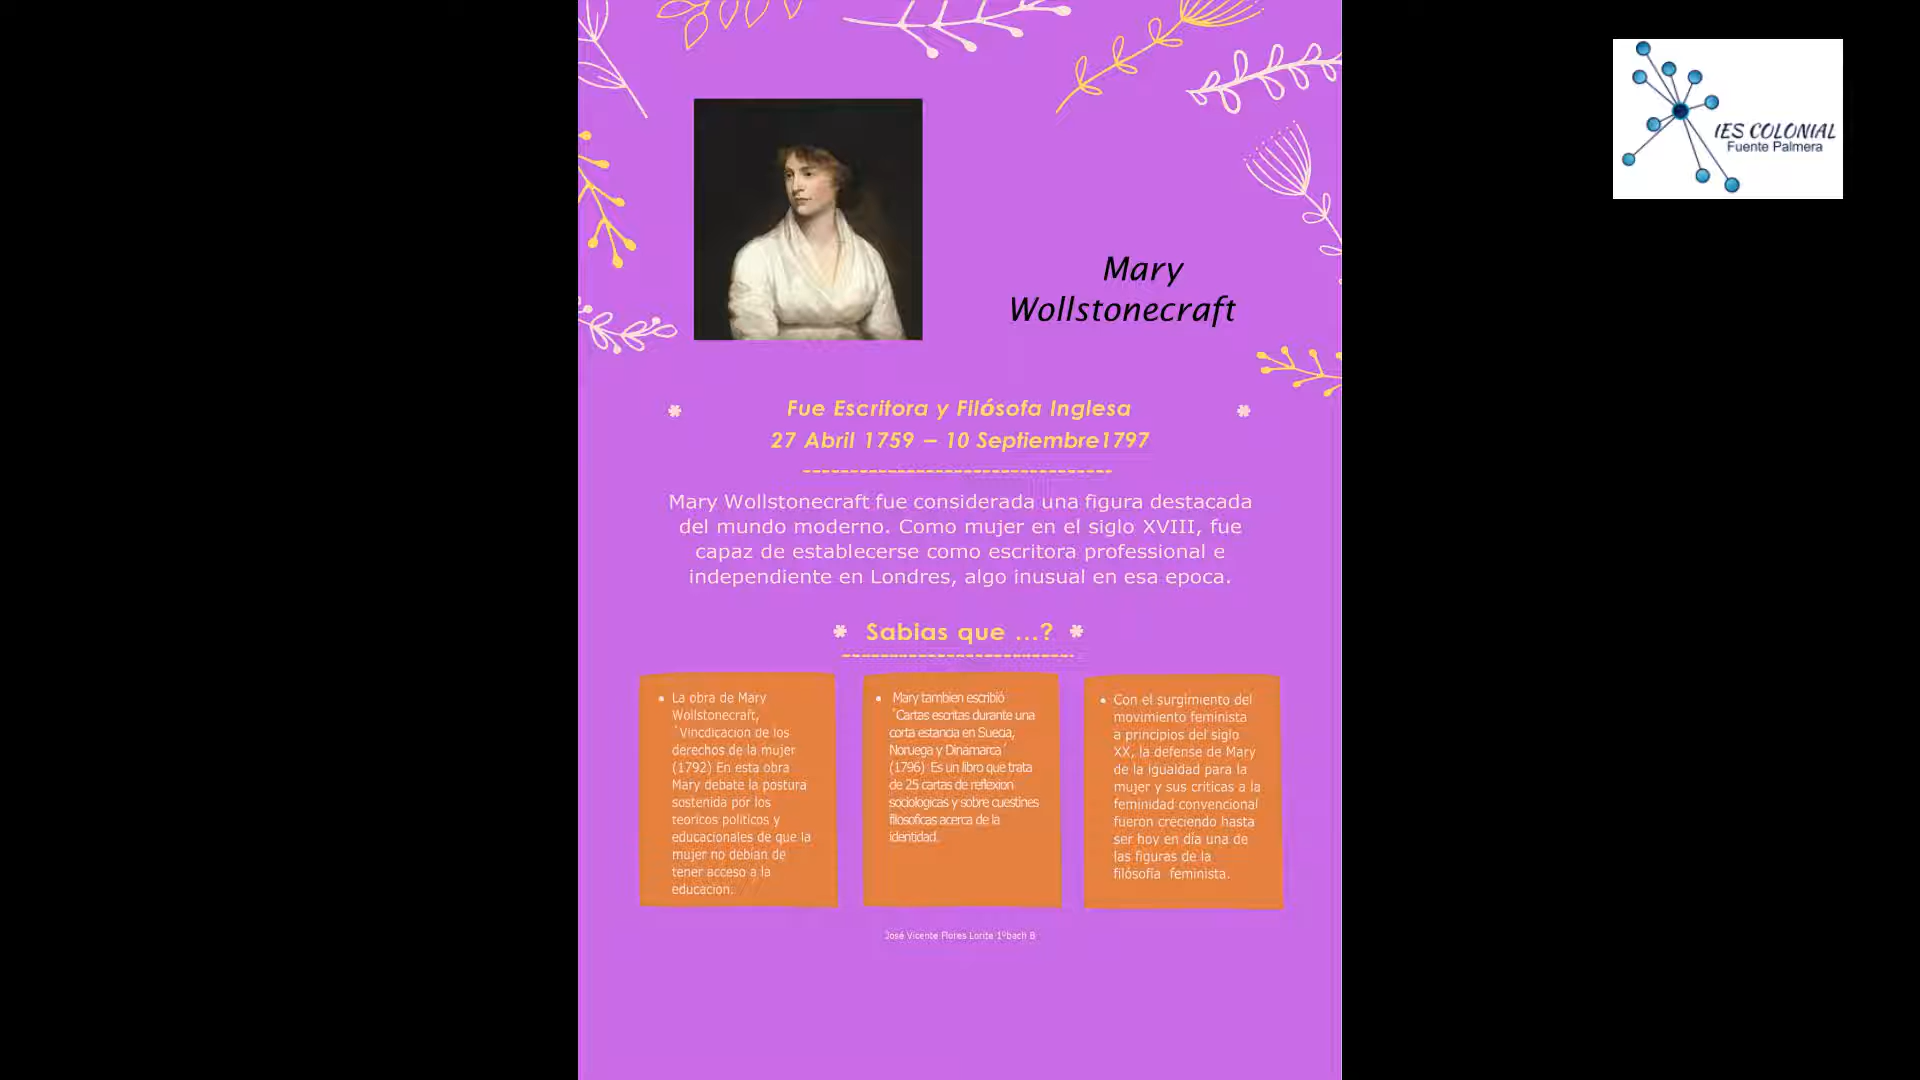 IES COLONIAL
Fuente Palmera
Mary
Wollstonecraft
Fue Escritora y Filósofa Inglesa
27 Abril 1759 – 10 Septiembre1797
Mary Wollstonecraft fue considerada una figura destacada
del mundo moderno. Como mujer en el siglo XVIII, fue
capaz de establecerse como escritora professional e
independiente en Londres, algo inusual en esa epoca.
Sabias que ...?
• La obra de Mary
Wollstonecraft,
´Vincdicacion de los
derechos de la mujer
(1792) En esta obra
Mary debate la postura
sostenida por los
teoricos politicos y
educacionales de que la
mujer no debian de
tener acceso a la
educacion.
• Mary tambien escribió
´Cartas escritas durante una
corta estancia en Suecia,
Noruega y Dinamarca´
(1796) Es un libro que trata
de 25 cartas de reflexion
sociologicas y sobre cuestines
filosoficas acerca de la
identidad.
• Con el surgimiento del
movimiento feminista
a principios del siglo
XX, la defense de Mary
de la igualdad para la
mujer y sus criticas a la
feminidad convencional
fueron creciendo hasta
ser hoy en dia una de
las figuras de la
filósofia feminista.
José Vicente Flores Lorite 1ºbach B